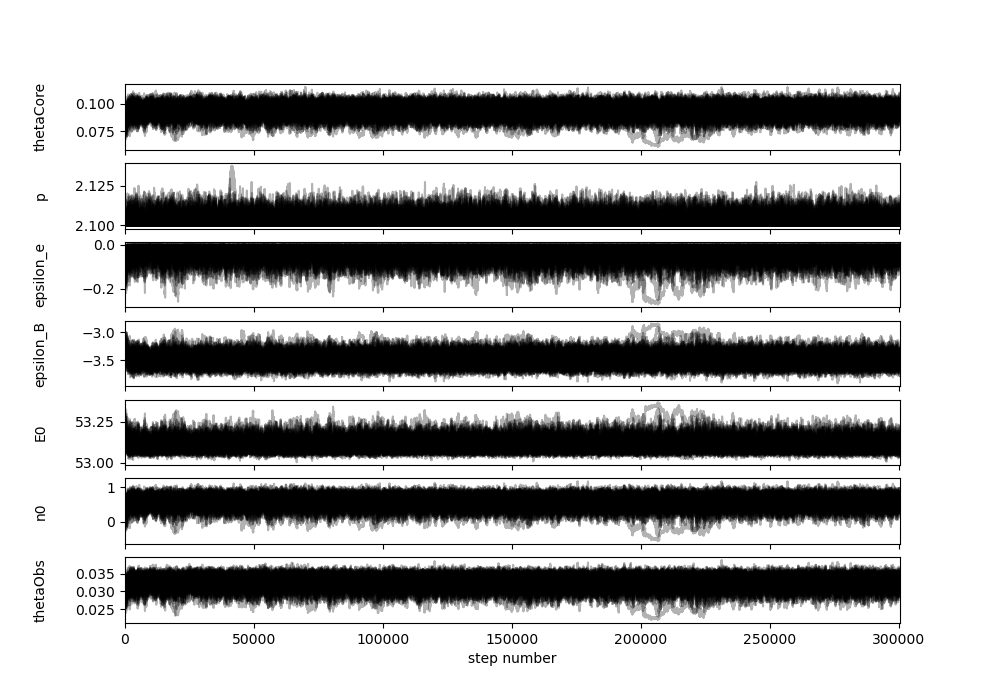 thetaCore
0.100
0.075
p
2.125
2.100
epsilon_e
0.0
−0.2
epsilon_B
−3.0
−3.5
E0
53.25
53.00
n0
1
0
thetaObs
0.035
0.030
0.025
0 50000 100000 150000 200000 250000 300000
step number